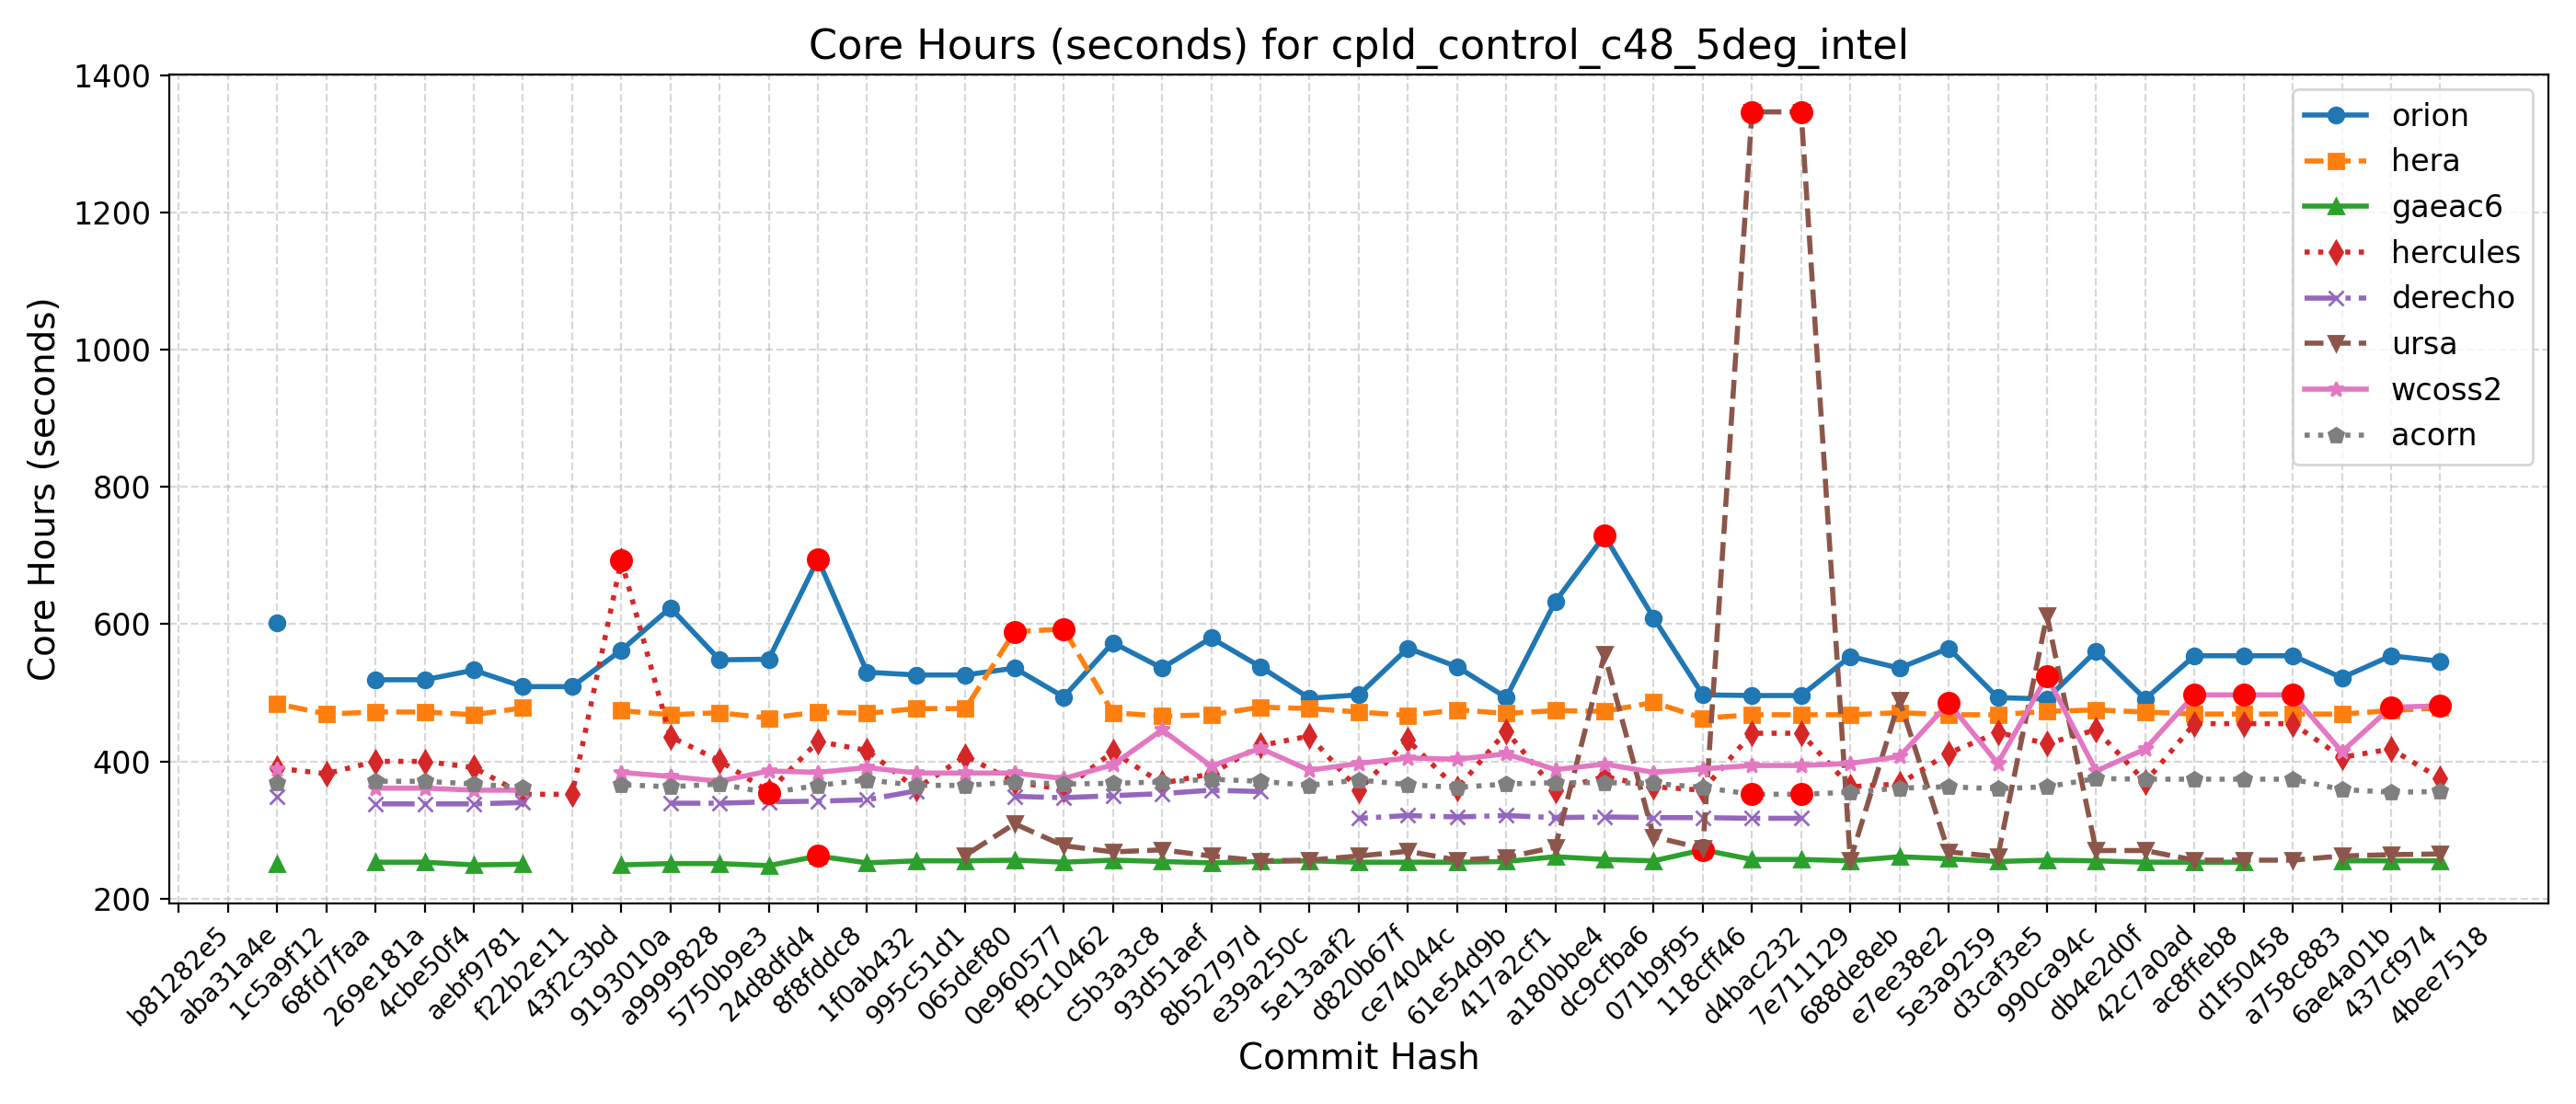 Core Hours (seconds) for cpld_control_c48_5deg_intel
Core Hours (seconds)
1400
1200
1000
800
600
400
200
orion
hera
gaeac6
hercules
derecho
ursa
wcoss2
acorn
b81282e5
aba31a4e
1c5a9f12
68fd7faa
269e181a
4cbe50f4
aebf9781
f22b2e11
43f2c3bd
9193010a
a9999828
5750b9e3
24d8dfd4
8f8fddc8
1f0ab432
995c51d1
065def80
0e960577
f9c10462
c5b3a3c8
93d51aef
8b52797d
e39a250c
5e13aaf2
d820b67f
ce74044c
61e54d9b
417a2cf1
a180bbe4
dc9cfba6
071b9f95
118cff46
d4bac232
7e711129
688de8eb
e7ee38e2
5e3a9259
d3caf3e5
990ca94c
db4e2d0f
42c7a0ad
ac8ffeb8
d1f50458
a758c883
6ae4a01b
437cf974
4bee7518
Commit Hash